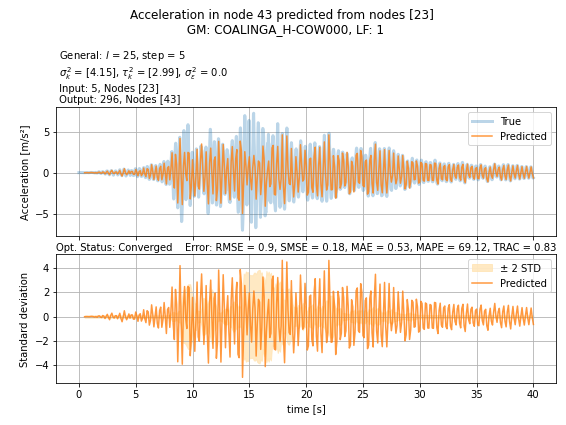 Acceleration in node 43 predicted from nodes [23]
GM: COALINGA_H-COW000, LF: 1
General: l = 25, step = 5
σ²ₖ = [4.15], τ²ₖ = [2.99], σ²ε = 0.0
Input: 5, Nodes [23]
Output: 296, Nodes [43]
True
Predicted
Acceleration [m/s²]
5
0
−5
Opt. Status: Converged Error: RMSE = 0.9, SMSE = 0.18, MAE = 0.53, MAPE = 69.12, TRAC = 0.83
± 2 STD
Predicted
Standard deviation
4
2
0
−2
−4
0 5 10 15 20 25 30 35 40
time [s]